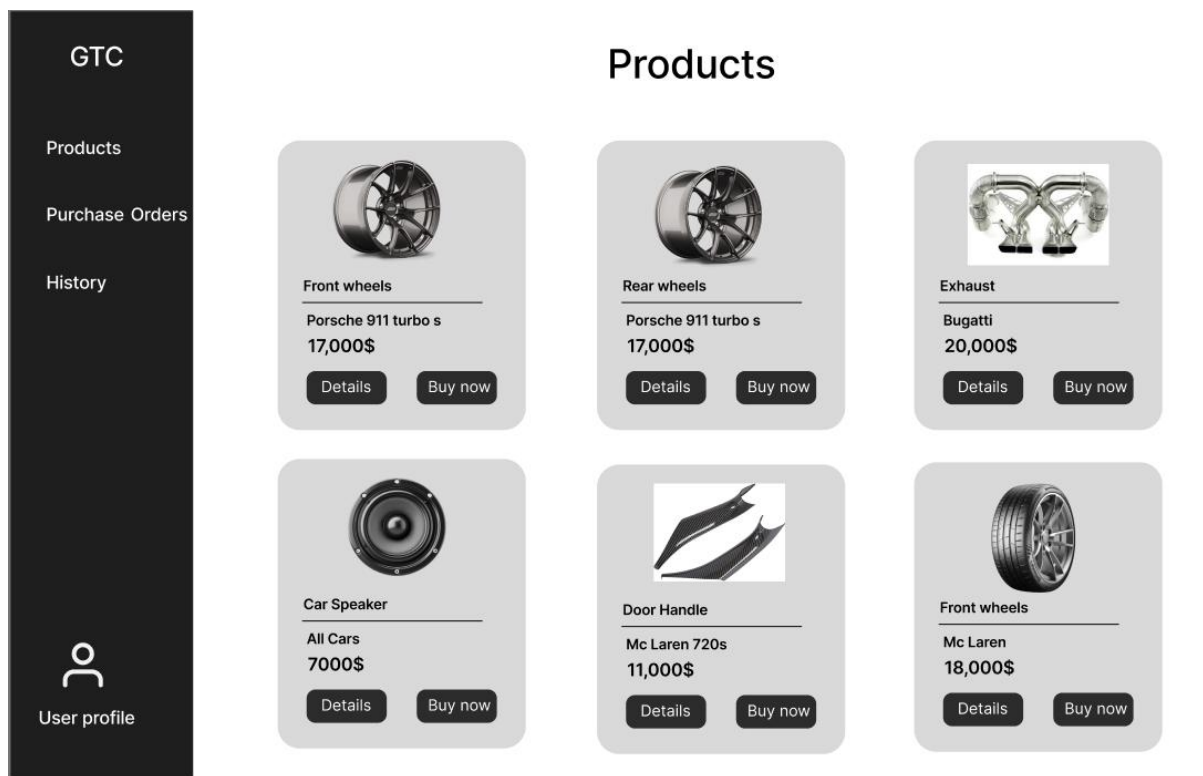 GTC
Products
Purchase Orders
History
User profile
Products
Front wheels
Porsche 911 turbo s
17,000$
Details
Buy now
Rear wheels
Porsche 911 turbo s
17,000$
Details
Buy now
Exhaust
Bugatti
20,000$
Details
Buy now
Car Speaker
All Cars
7000$
Details
Buy now
Door Handle
Mc Laren 720s
11,000$
Details
Buy now
Front wheels
Mc Laren
18,000$
Details
Buy now